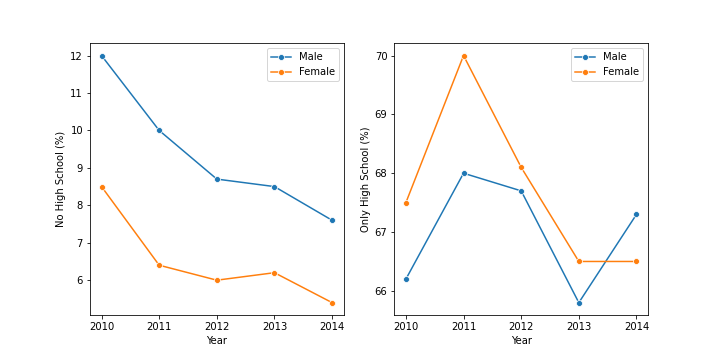 No High School (%)
12
11
10
9
8
7
6
2010 2011 2012 2013 2014
Year
Male
Female
Only High School (%)
70
69
68
67
66
2010 2011 2012 2013 2014
Year
Male
Female